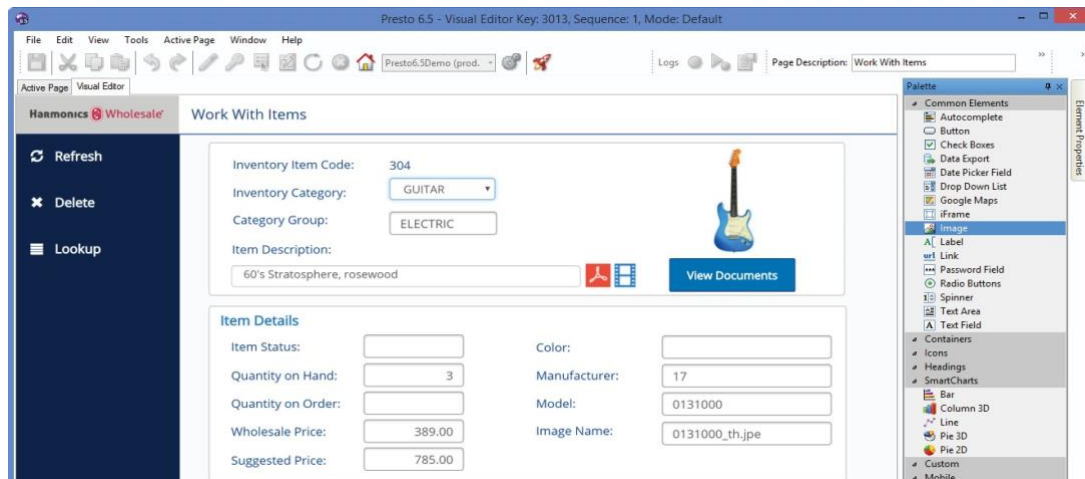 Presto 6.5 - Visual Editor Key: 3013, Sequence: 1, Mode: Default
File Edit View Tools Active Page Window Help
Presto6.5Demo (prod. Logs Page Description: Work With Items
Active Page Visual Editor
Harmonics Wholesale
Work With Items
Refresh
Delete
Lookup
Inventory Item Code: 304
Inventory Category: GUITAR
Category Group: ELECTRIC
Item Description:
60's Stratosphere, rosewood
View Documents
Item Details
Item Status:
Color:
Quantity on Hand: 3
Manufacturer: 17
Quantity on Order:
Model: 0131000
Wholesale Price: 389.00
Image Name: 0131000_th.jpe
Suggested Price: 785.00
Palette
Common Elements
Autocomplete
Button
Check Boxes
Data Export
Date Picker Field
Drop Down List
Google Maps
iFrame
Image
Label
url Link
Password Field
Radio Buttons
Spinner
Text Area
Text Field
Containers
Icons
Headings
SmartCharts
Bar
Column 3D
Line
Pie 3D
Pie 2D
Custom
Mobile
Element Properties